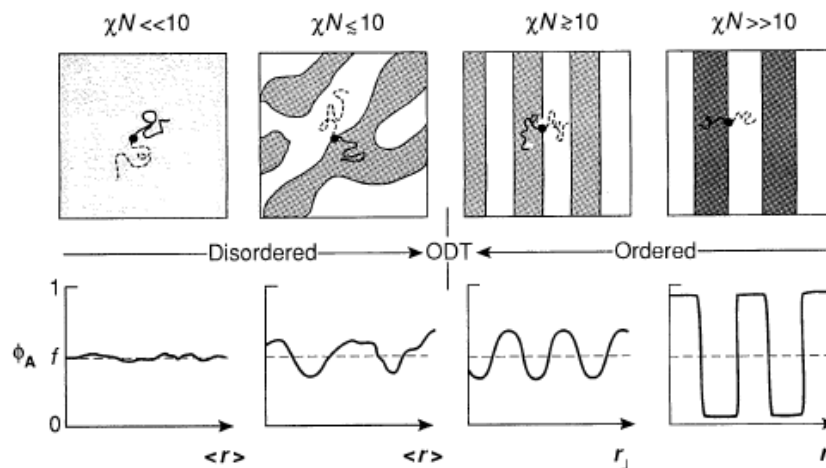 χN <<10 χN ≲10 χN ≳10 χN >>10
Disordered ODT Ordered
1
ϕA f
0
<r> <r> r⊥ r